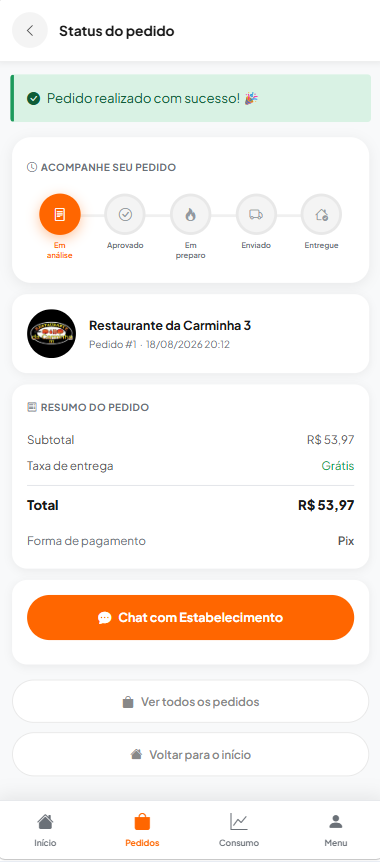 Status do pedido
Pedido realizado com sucesso! 🎉
ACOMPANHE SEU PEDIDO
Em análise
Aprovado
Em preparo
Enviado
Entregue
Restaurante da Carminha 3
Pedido #1 · 18/08/2026 20:12
RESUMO DO PEDIDO
Subtotal R$ 53,97
Taxa de entrega Grátis
Total R$ 53,97
Forma de pagamento Pix
Chat com Estabelecimento
Ver todos os pedidos
Voltar para o início
Início Pedidos Consumo Menu